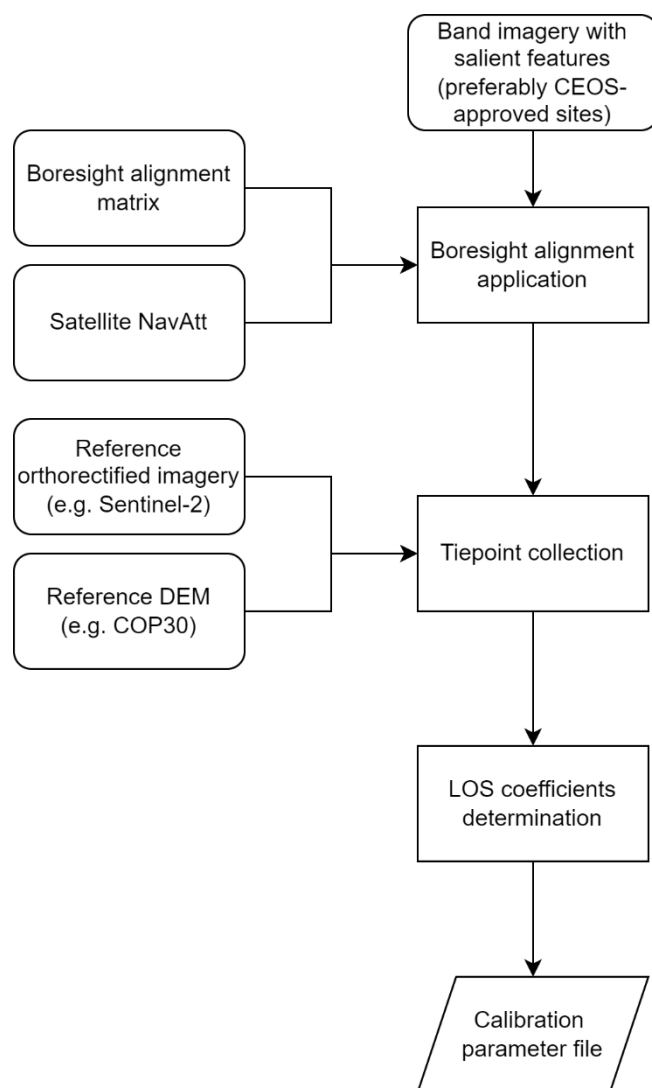 Band imagery with
salient features
(preferably CEOS-
approved sites)
Boresight alignment
matrix
Boresight alignment
application
Satellite NavAtt
Reference
orthorectified imagery
(e.g. Sentinel-2)
Tiepoint collection
Reference DEM
(e.g. COP30)
LOS coefficients
determination
Calibration
parameter file